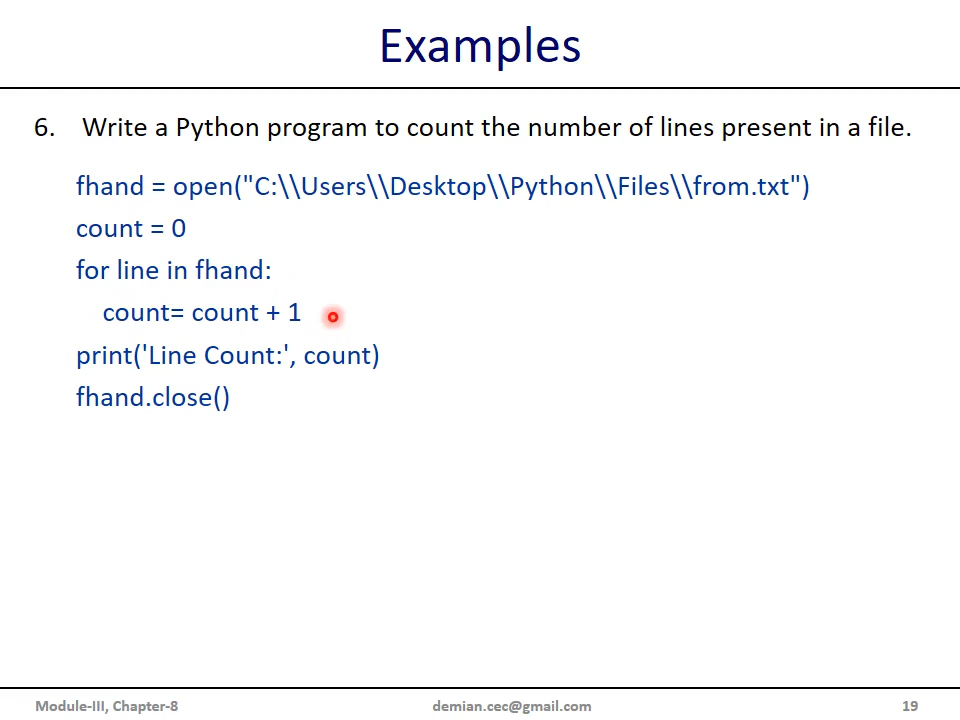 Examples
6. Write a Python program to count the number of lines present in a file.
fhand = open("C:\\Users\\Desktop\\Python\\Files\\from.txt")
count = 0
for line in fhand:
count= count + 1
print('Line Count:', count)
fhand.close()
Module-III, Chapter-8 demian.cec@gmail.com 19